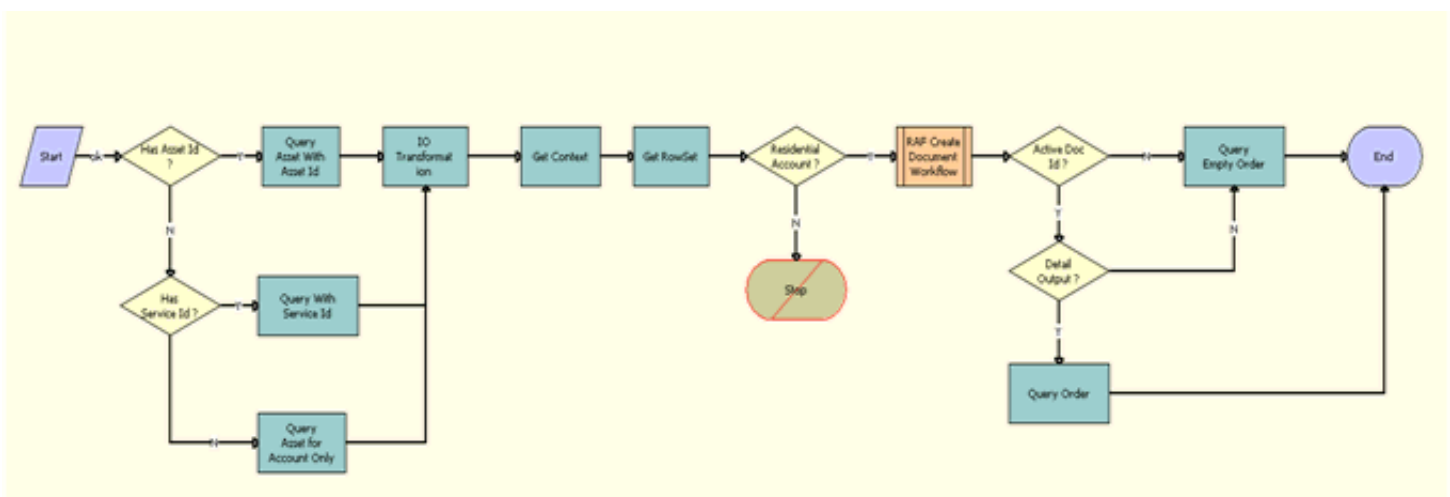 Start
ok
Has Asset Id
?
Y
Query
Asset With
Asset Id
IO
Transformat
ion
Get Context
Get RowSet
Residential
Account ?
Y
RAF Create
Document
Workflow
Active Doc
Id ?
N
Query
Empty Order
End
N
N
Stop
Y
Detail
Output ?
N
Has
Service Id ?
Y
Query With
Service Id
Y
Query Order
N
Query
Asset for
Account Only